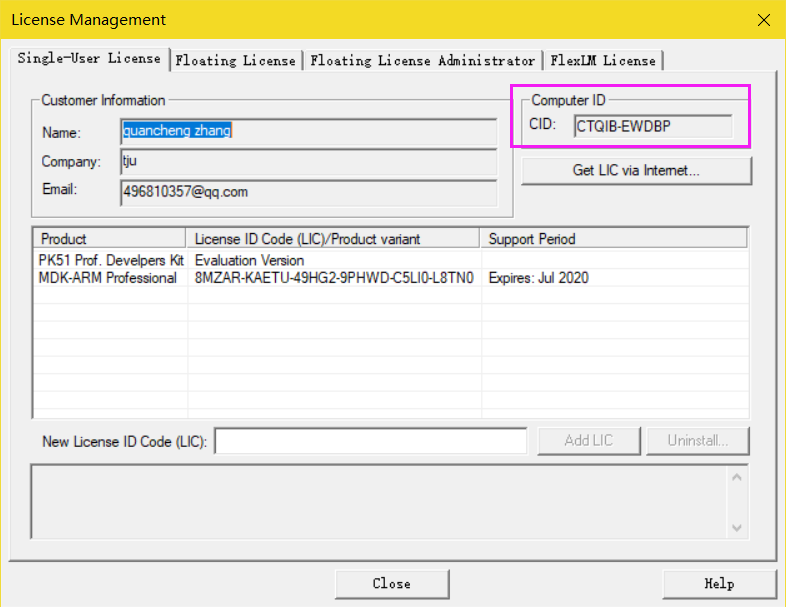 License Management
Single-User License
Floating License
Floating License Administrator
FlexLM License
Customer Information
Name:
quancheng zhang
Company:
tju
Email:
496810357@qq.com
Computer ID
CID:
CTQIB-EWDBP
Get LIC via Internet...
Product
License ID Code (LIC)/Product variant
Support Period
PK51 Prof. Develpers Kit
Evaluation Version
MDK-ARM Professional
8MZAR-KAETU-49HG2-9PHWD-C5LI0-L8TN0
Expires: Jul 2020
New License ID Code (LIC):
Add LIC
Uninstall...
Close
Help